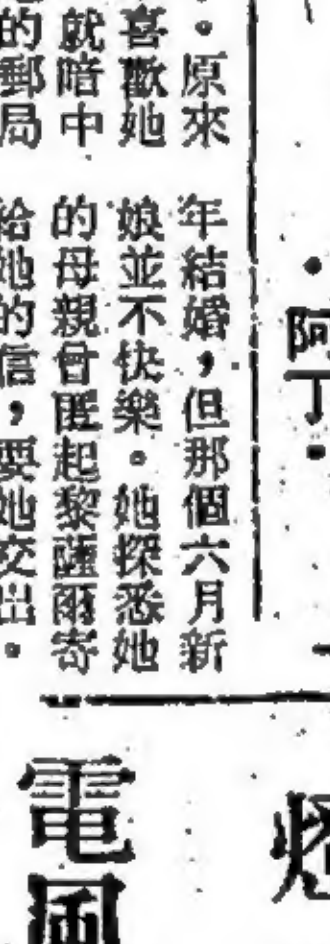 ・阿丁・
。原來
喜歡她
就暗中
的郵局
年結婚，但那個六月新
娘並不快樂。她探悉她
的母親曾匿起黎薩爾寄
給她的信，要她交出。
電風